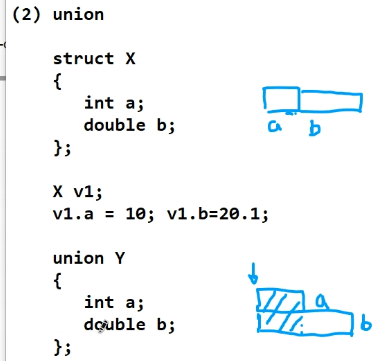 (2) union
struct X
{
int a;
double b;
};
a b
X v1;
v1.a = 10; v1.b=20.1;
union Y
{
int a;
double b;
};
a
b